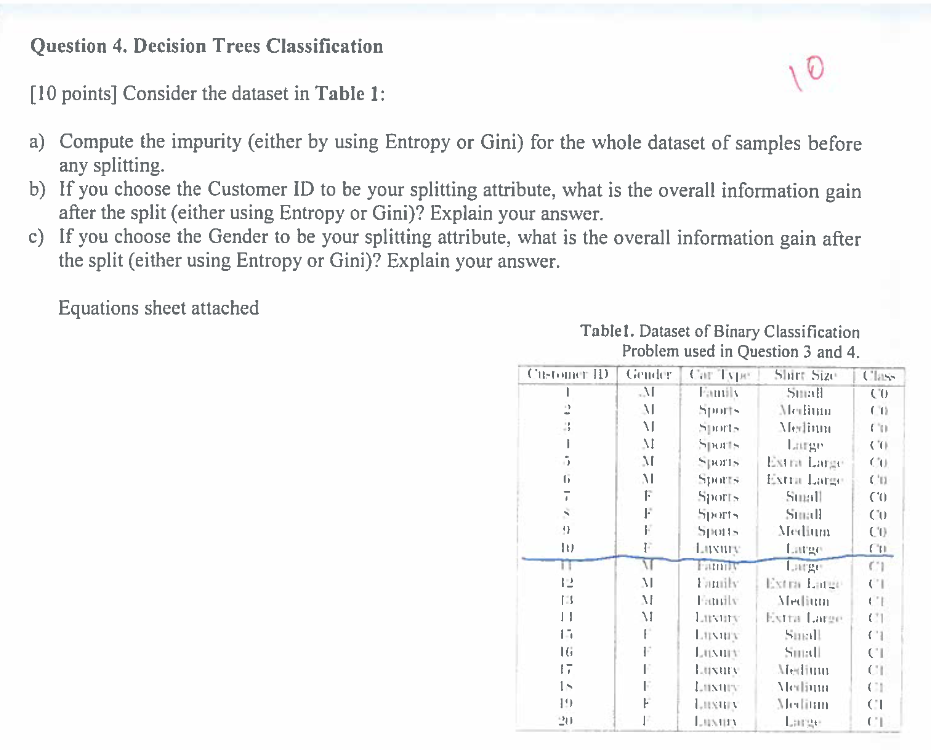 Question 4. Decision Trees Classification
10
[10 points] Consider the dataset in Table 1:
a) Compute the impurity (either by using Entropy or Gini) for the whole dataset of samples before
any splitting.
b) If you choose the Customer ID to be your splitting attribute, what is the overall information gain
after the split (either using Entropy or Gini)? Explain your answer.
c) If you choose the Gender to be your splitting attribute, what is the overall information gain after
the split (either using Entropy or Gini)? Explain your answer.
Equations sheet attached
Table1. Dataset of Binary Classification
Problem used in Question 3 and 4.
Customer ID Gender Car Type Shirt Size Class
1 M Family Small C0
2 M Sports Medium C0
3 M Sports Medium C0
4 M Sports Large C0
5 M Sports Extra Large C0
6 M Sports Extra Large C0
7 F Sports Small C0
8 F Sports Small C0
9 F Sports Medium C0
10 F Luxury Large C0
11 M Family Large C1
12 M Family Extra Large C1
13 M Family Medium C1
14 M Luxury Extra Large C1
15 F Luxury Small C1
16 F Luxury Small C1
17 F Luxury Medium C1
18 F Luxury Medium C1
19 F Luxury Medium C1
20 F Luxury Large C1